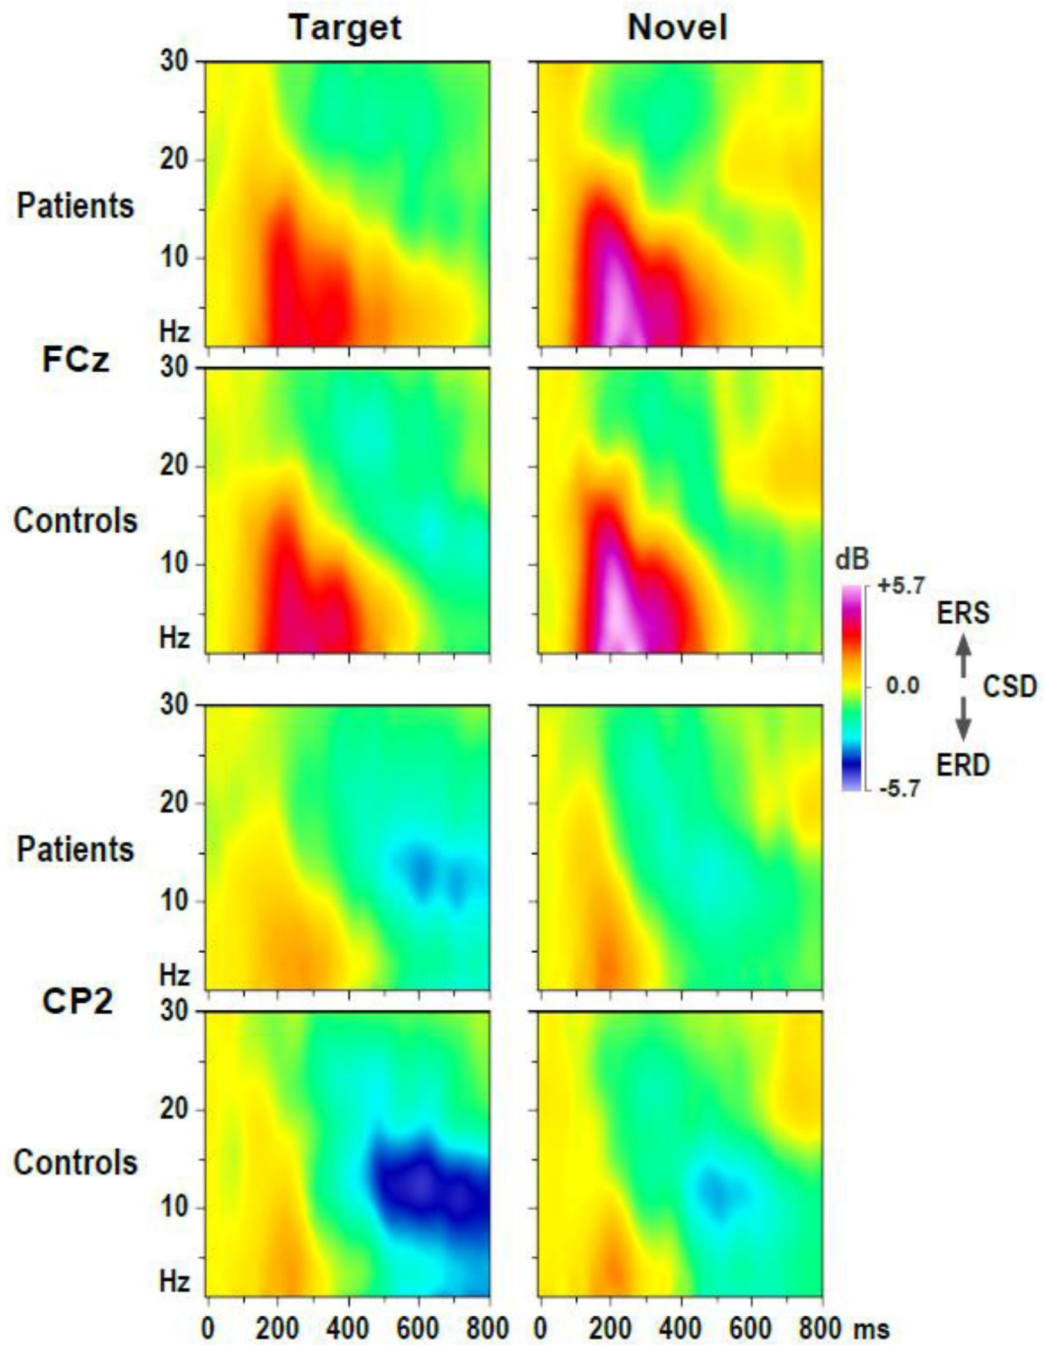 Target Novel
30
20
Patients
10
Hz
FCz
30
20
Controls
10
Hz
dB
+5.7
ERS
0.0
CSD
ERD
-5.7
30
20
Patients
10
Hz
CP2
30
20
Controls
10
Hz
0 200 400 600 800 0 200 400 600 800 ms